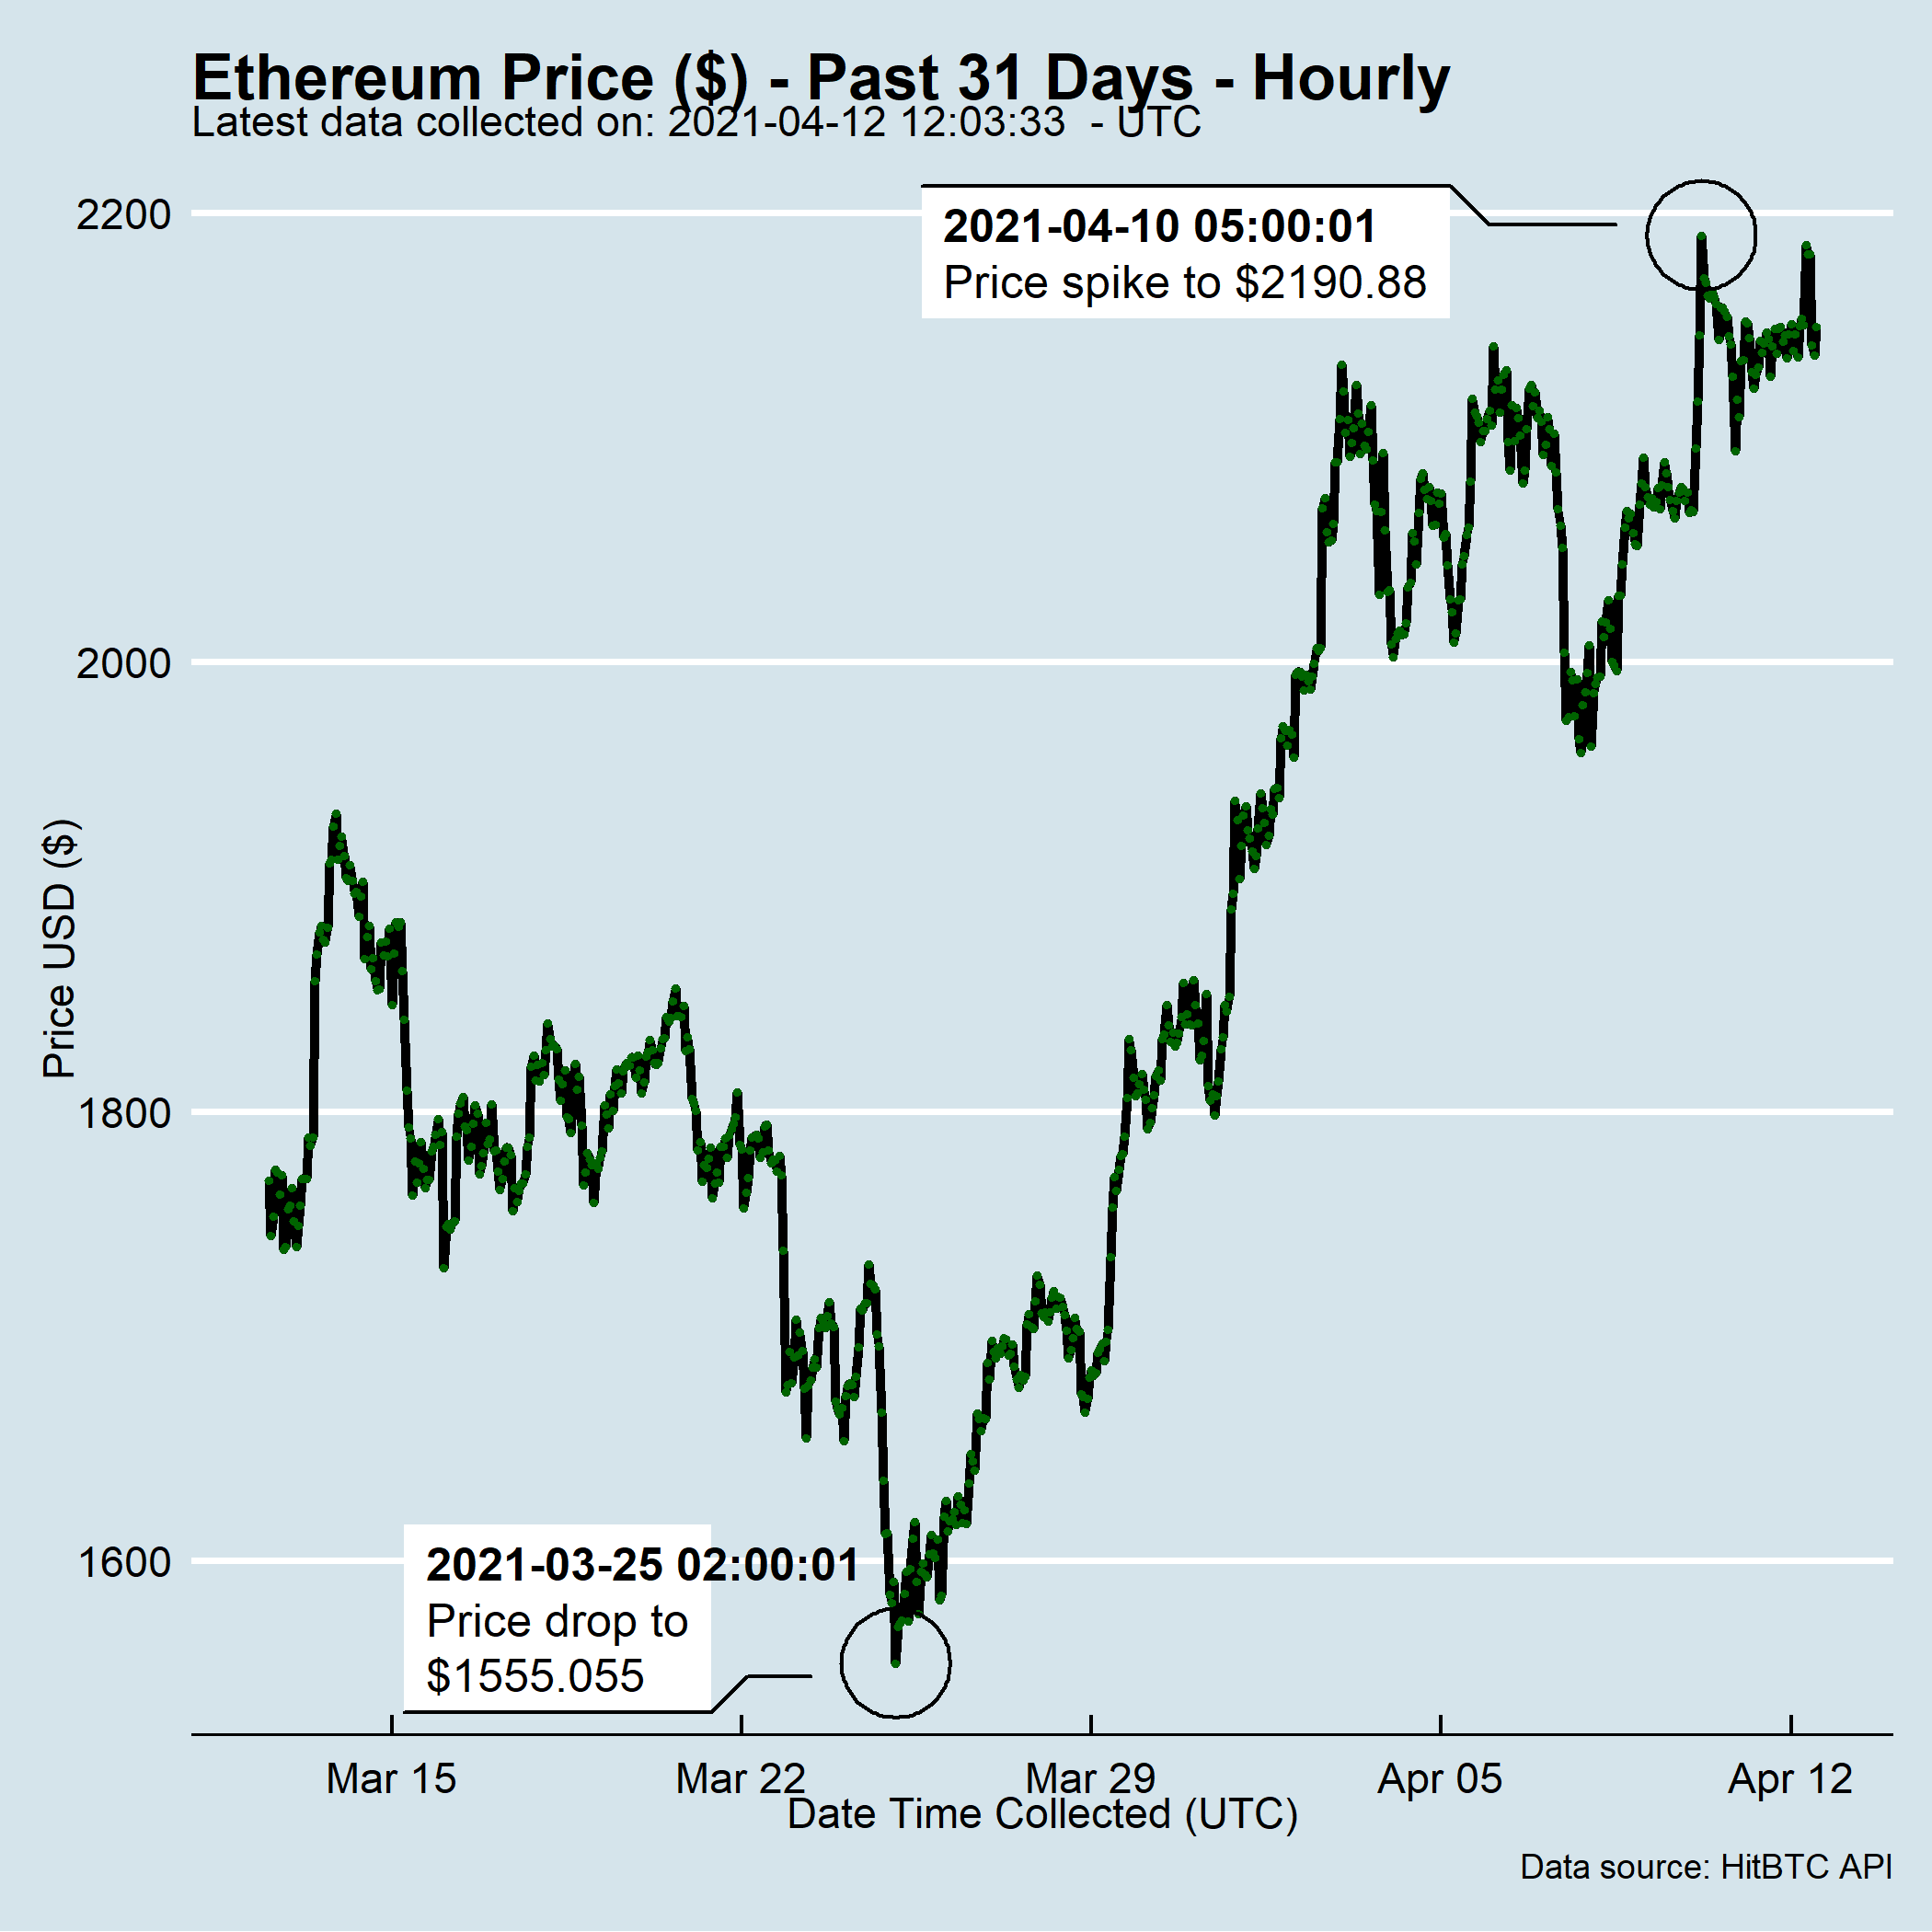 Ethereum Price ($) - Past 31 Days - Hourly
Latest data collected on: 2021-04-12 12:03:33  - UTC
2200
2021-04-10 05:00:01
Price spike to $2190.88
2000
Price USD ($)
1800
1600
2021-03-25 02:00:01
Price drop to
$1555.055
Mar 15
Mar 22
Mar 29
Apr 05
Apr 12
Date Time Collected (UTC)
Data source: HitBTC API